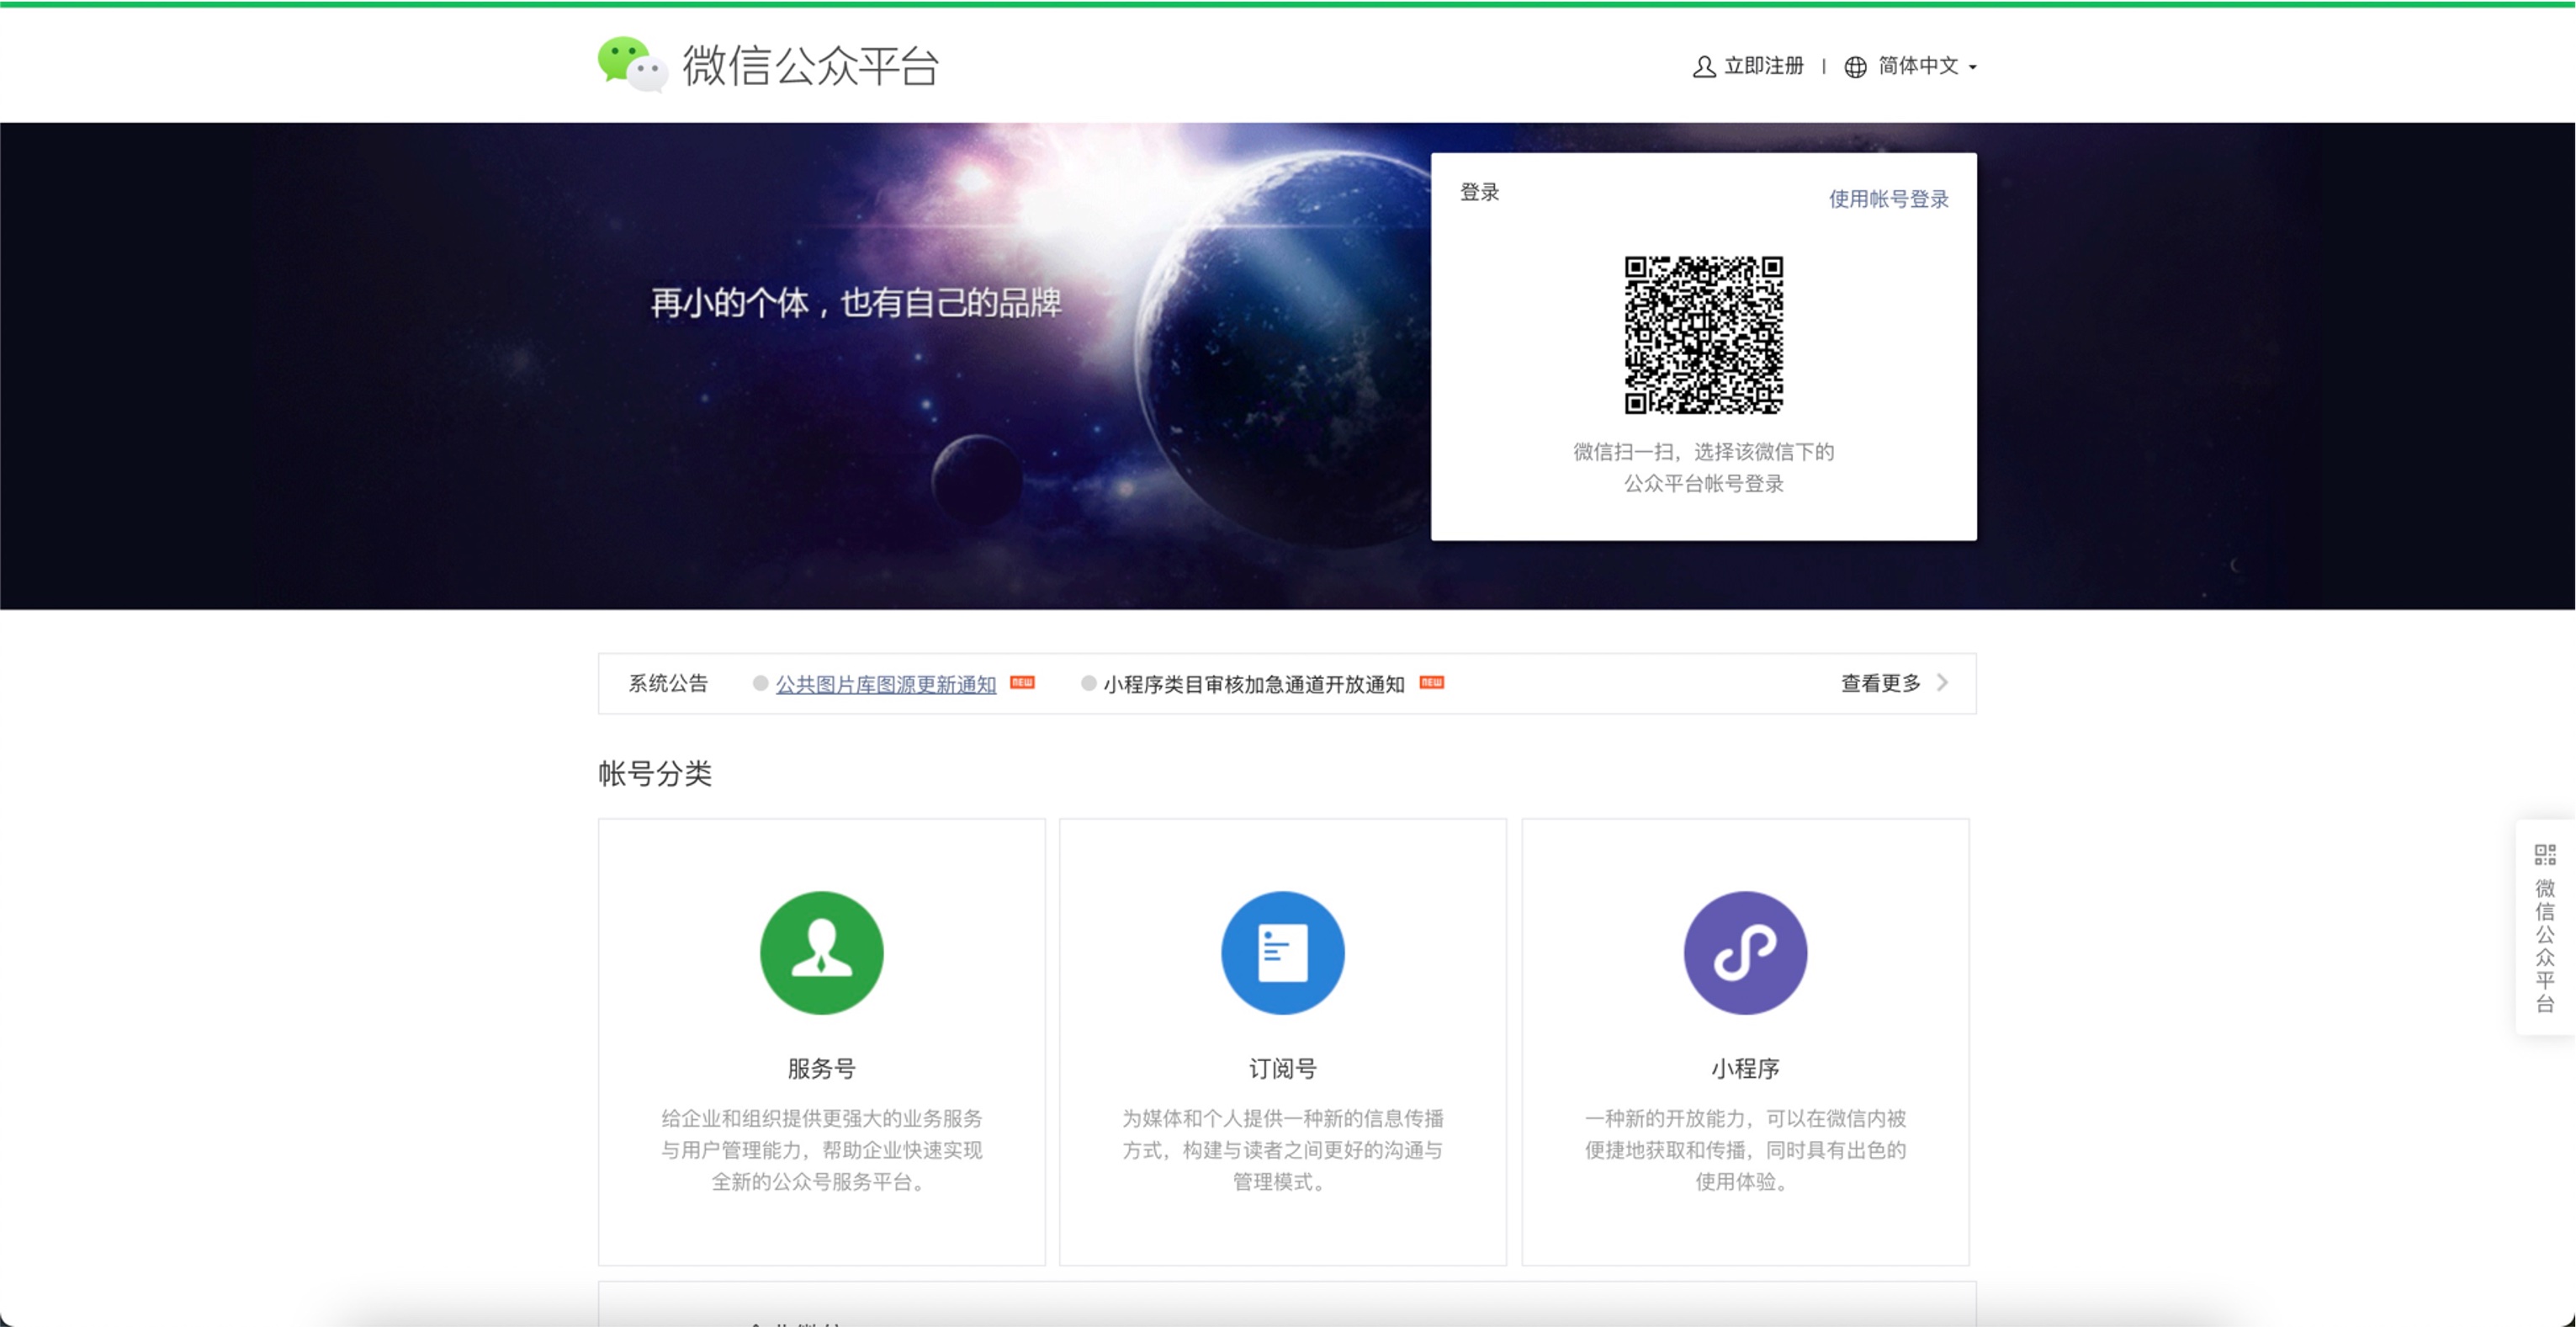 微信公众平台
立即注册 | 简体中文
登录
使用帐号登录
再小的个体，也有自己的品牌
微信扫一扫，选择该微信下的
公众平台帐号登录
系统公告 公共图片库图源更新通知 NEW 小程序类目审核加急通道开放通知 NEW 查看更多
帐号分类
服务号
给企业和组织提供更强大的业务服务
与用户管理能力，帮助企业快速实现
全新的公众号服务平台。
订阅号
为媒体和个人提供一种新的信息传播
方式，构建与读者之间更好的沟通与
管理模式。
小程序
一种新的开放能力，可以在微信内被
便捷地获取和传播，同时具有出色的
使用体验。
微信公众平台